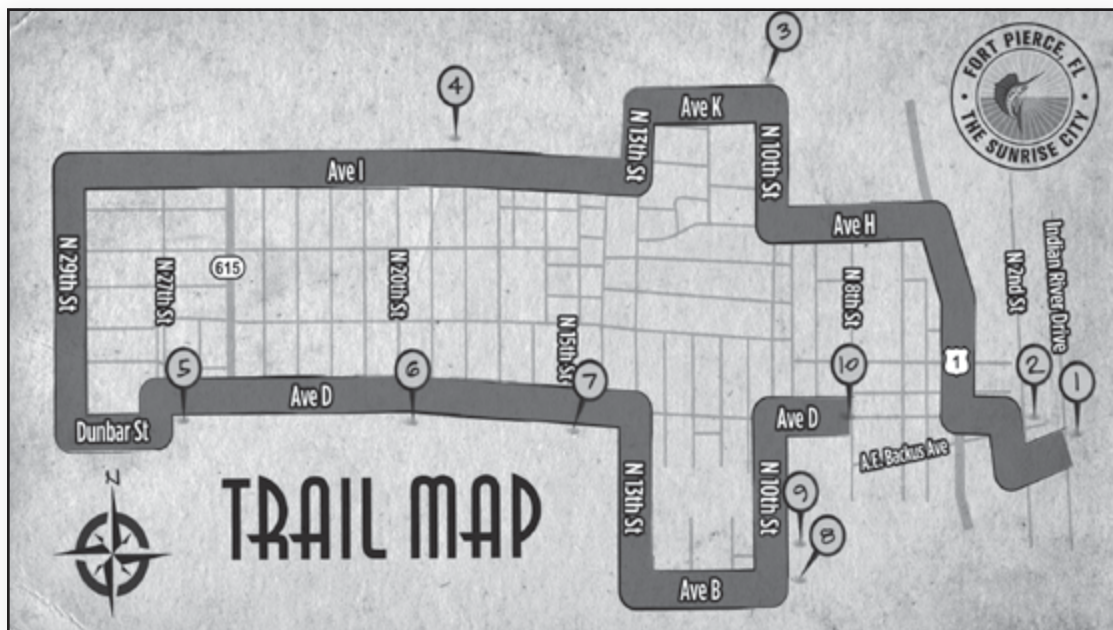 3
FORT PIERCE, FL
THE SUNRISE CITY
4
Ave K
N 13th St
N 10th St
Ave I
Ave H
N 29th St
N 27th St
615
N 20th St
N 8th St
N 2nd St
Indian River Drive
N 15th St
1
5
6
7
10
2
1
Ave D
Ave D
Dunbar St
A.E. Backus Ave
N
TRAIL MAP
N 13th St
N 10th St
9
8
Ave B